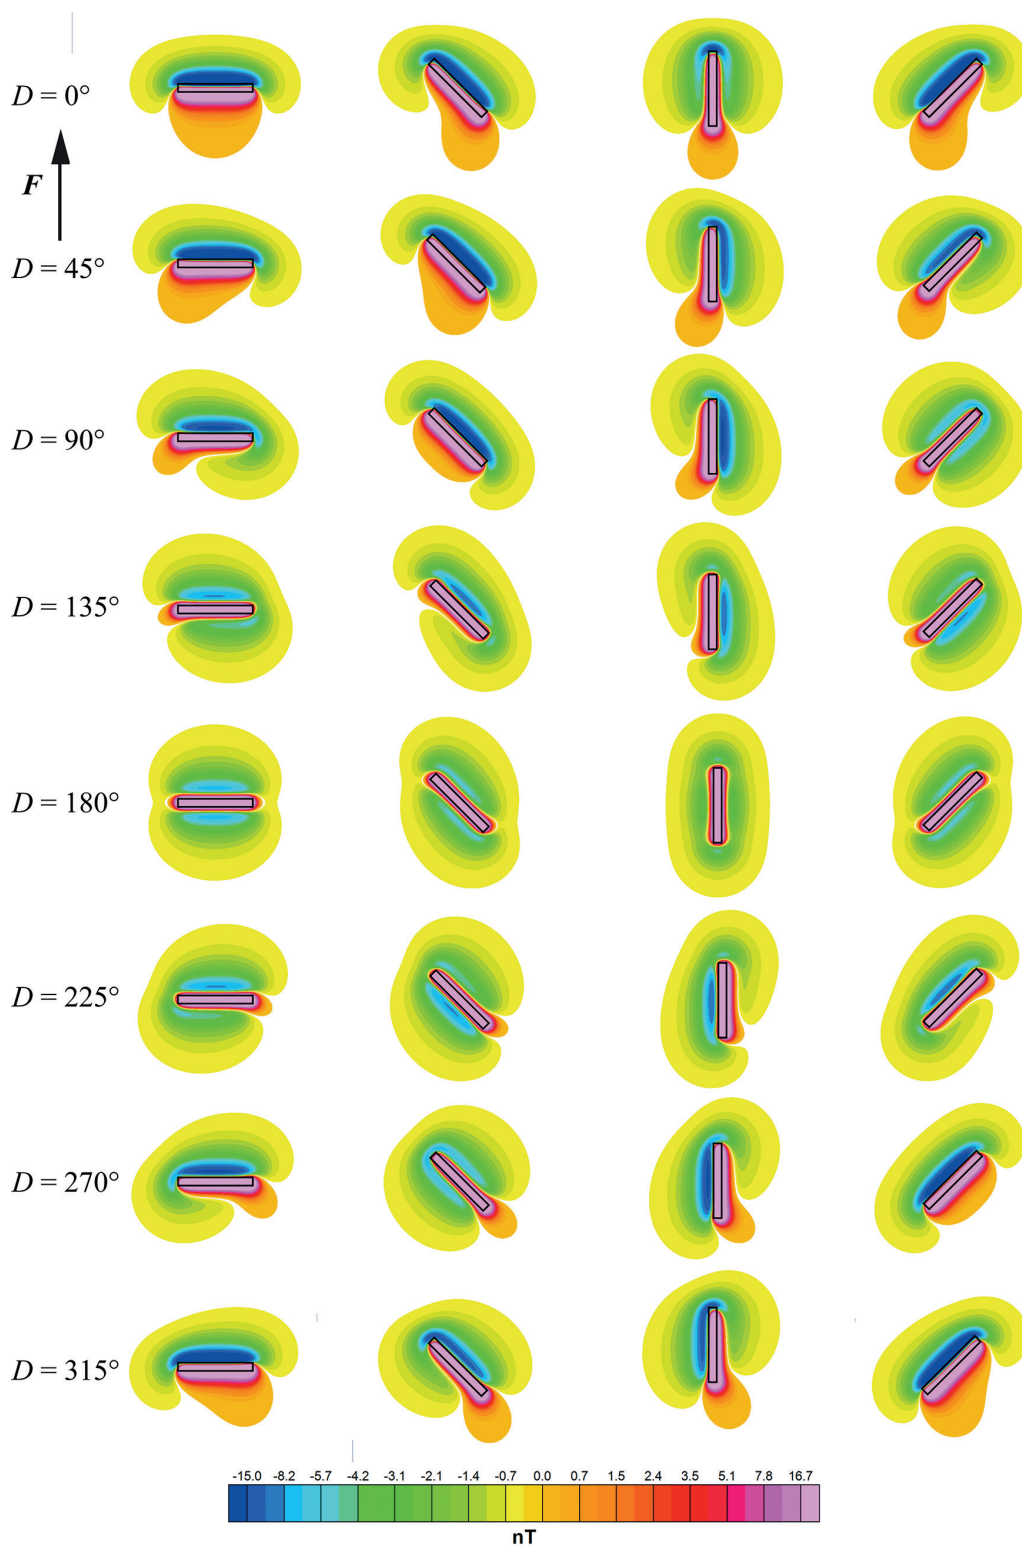 D = 0°
F
D = 45°
D = 90°
D = 135°
D = 180°
D = 225°
D = 270°
D = 315°
-15.0 -8.2 -5.7 -4.2 -3.1 -2.1 -1.4 -0.7 0.0 0.7 1.5 2.4 3.5 5.1 7.8 16.7
nT